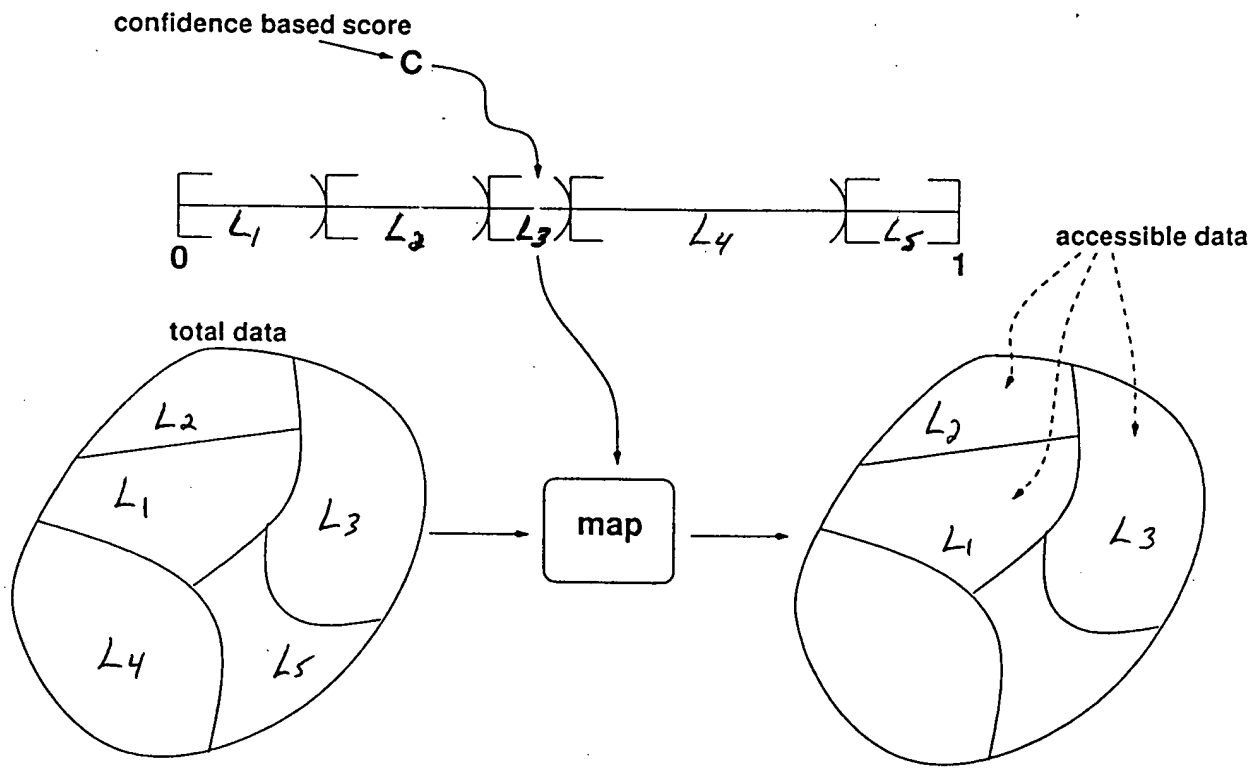 confidence based score
C
L1 L2 L3 L4 L5
0 1
accessible data
total data
L2 L2
L1 L3 map L1 L3
L4 L5